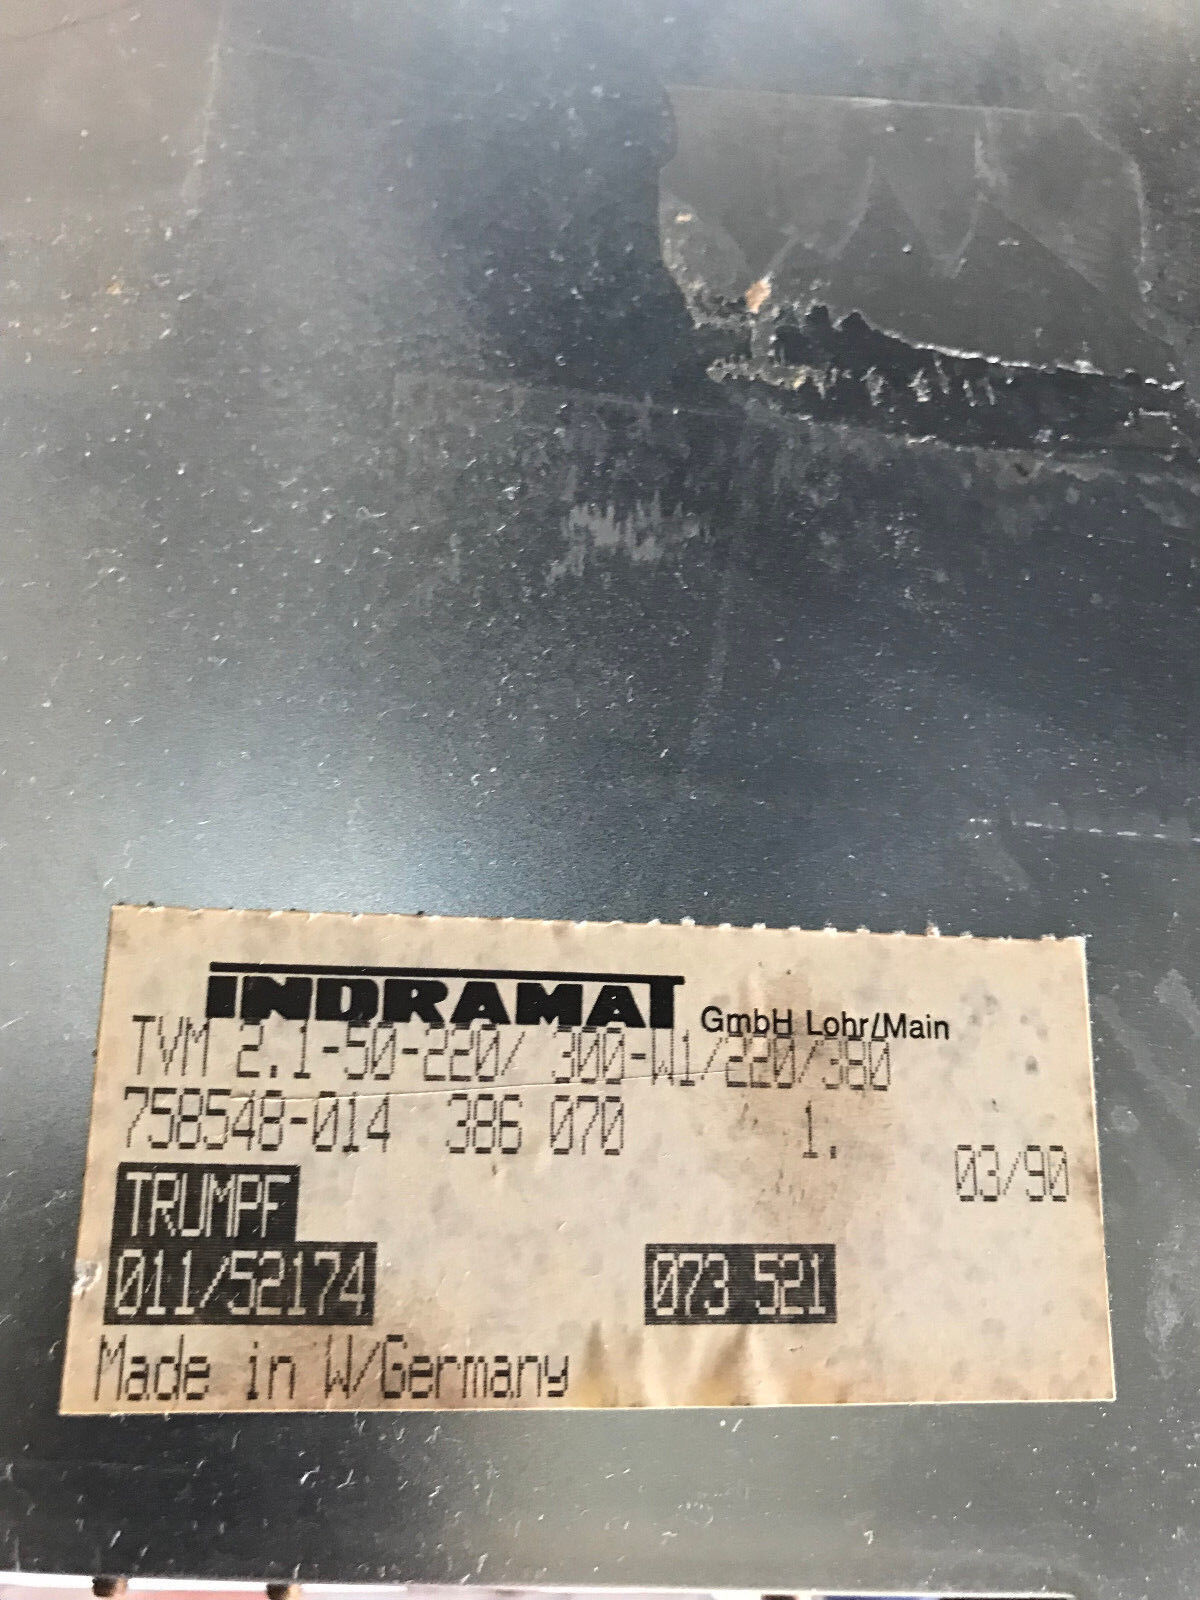 INDRAMAT GmbH Lohr/Main
TVM 2.1-50-220/ 300-W1/220/380
758548-014 386 070 1.
03/90
TRUMPF
011/52174 073 521
Made in W/Germany